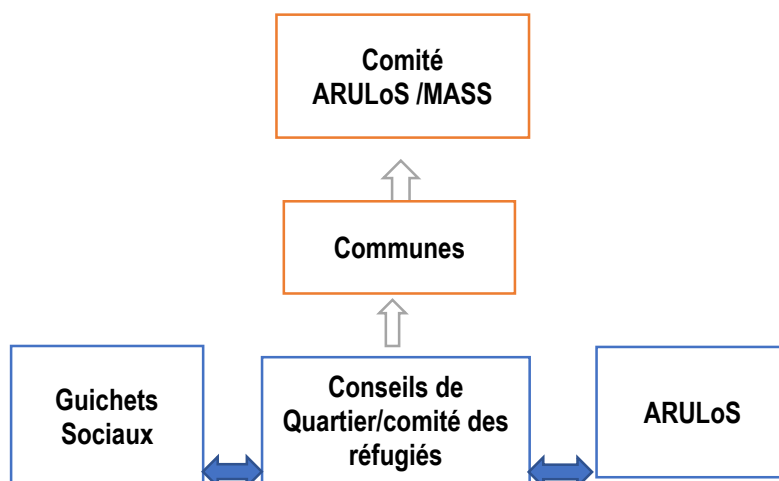 Comité
ARULoS /MASS
Communes
Guichets
Sociaux
Conseils de
Quartier/comité des
réfugiés
ARULoS